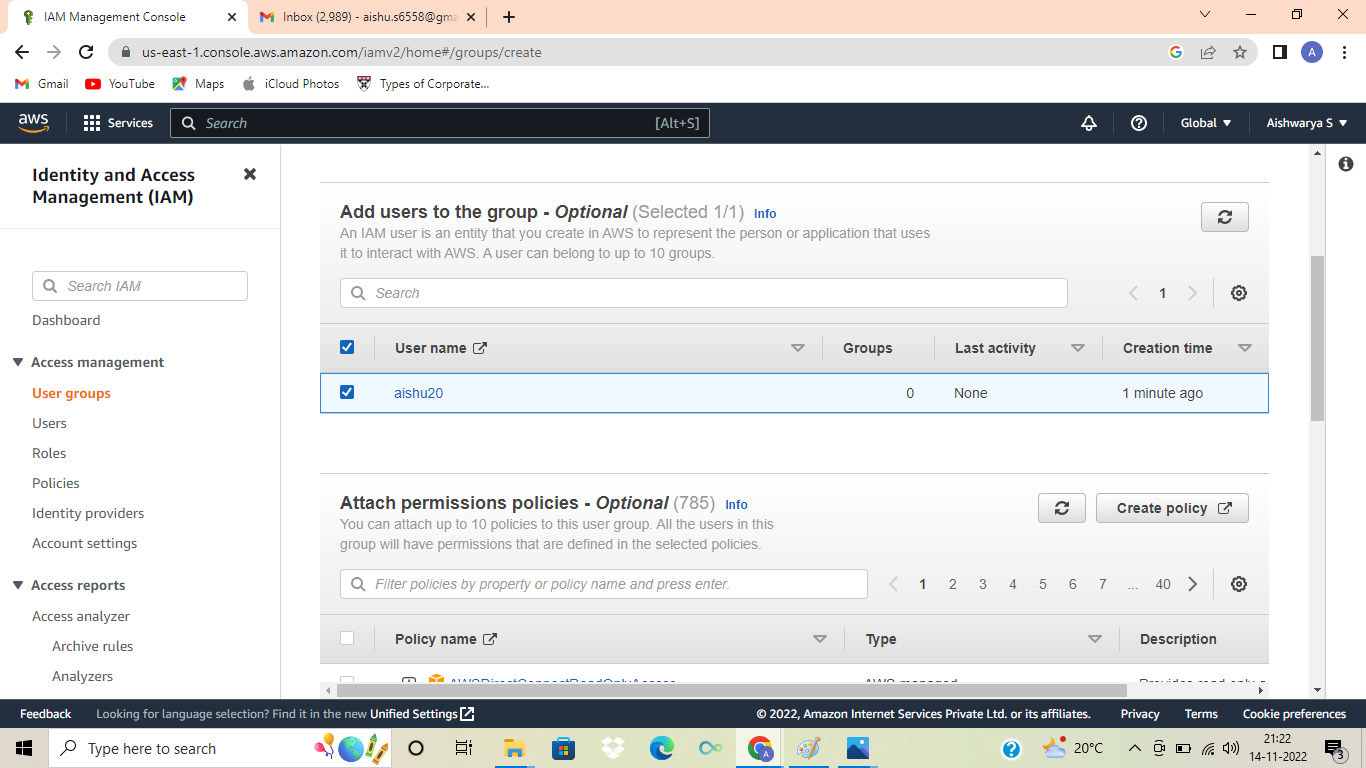 IAM Management Console
Inbox (2,989) - aishu.s6558@gma
us-east-1.console.aws.amazon.com/iamv2/home#/groups/create
A
Gmail
YouTube
Maps
iCloud Photos
Types of Corporate...
aws
Services
Search
[Alt+S]
Global
Aishwarya S
Identity and Access
Management (IAM)
Search IAM
Dashboard
Access management
User groups
Users
Roles
Policies
Identity providers
Account settings
Access reports
Access analyzer
Archive rules
Analyzers
Add users to the group - Optional (Selected 1/1) Info
An IAM user is an entity that you create in AWS to represent the person or application that uses
it to interact with AWS. A user can belong to up to 10 groups.
Search
1
User name Groups Last activity Creation time
aishu20 0 None 1 minute ago
Attach permissions policies - Optional (785) Info
You can attach up to 10 policies to this user group. All the users in this
group will have permissions that are defined in the selected policies.
Create policy
Filter policies by property or policy name and press enter.
1 2 3 4 5 6 7 ... 40
Policy name Type Description
AWSDirectConnectReadOnlyAccess AWS managed Provides read only a
Feedback Looking for language selection? Find it in the new Unified Settings
© 2022, Amazon Internet Services Private Ltd. or its affiliates. Privacy Terms Cookie preferences
Type here to search
A
20°C
21:22
14-11-2022
3